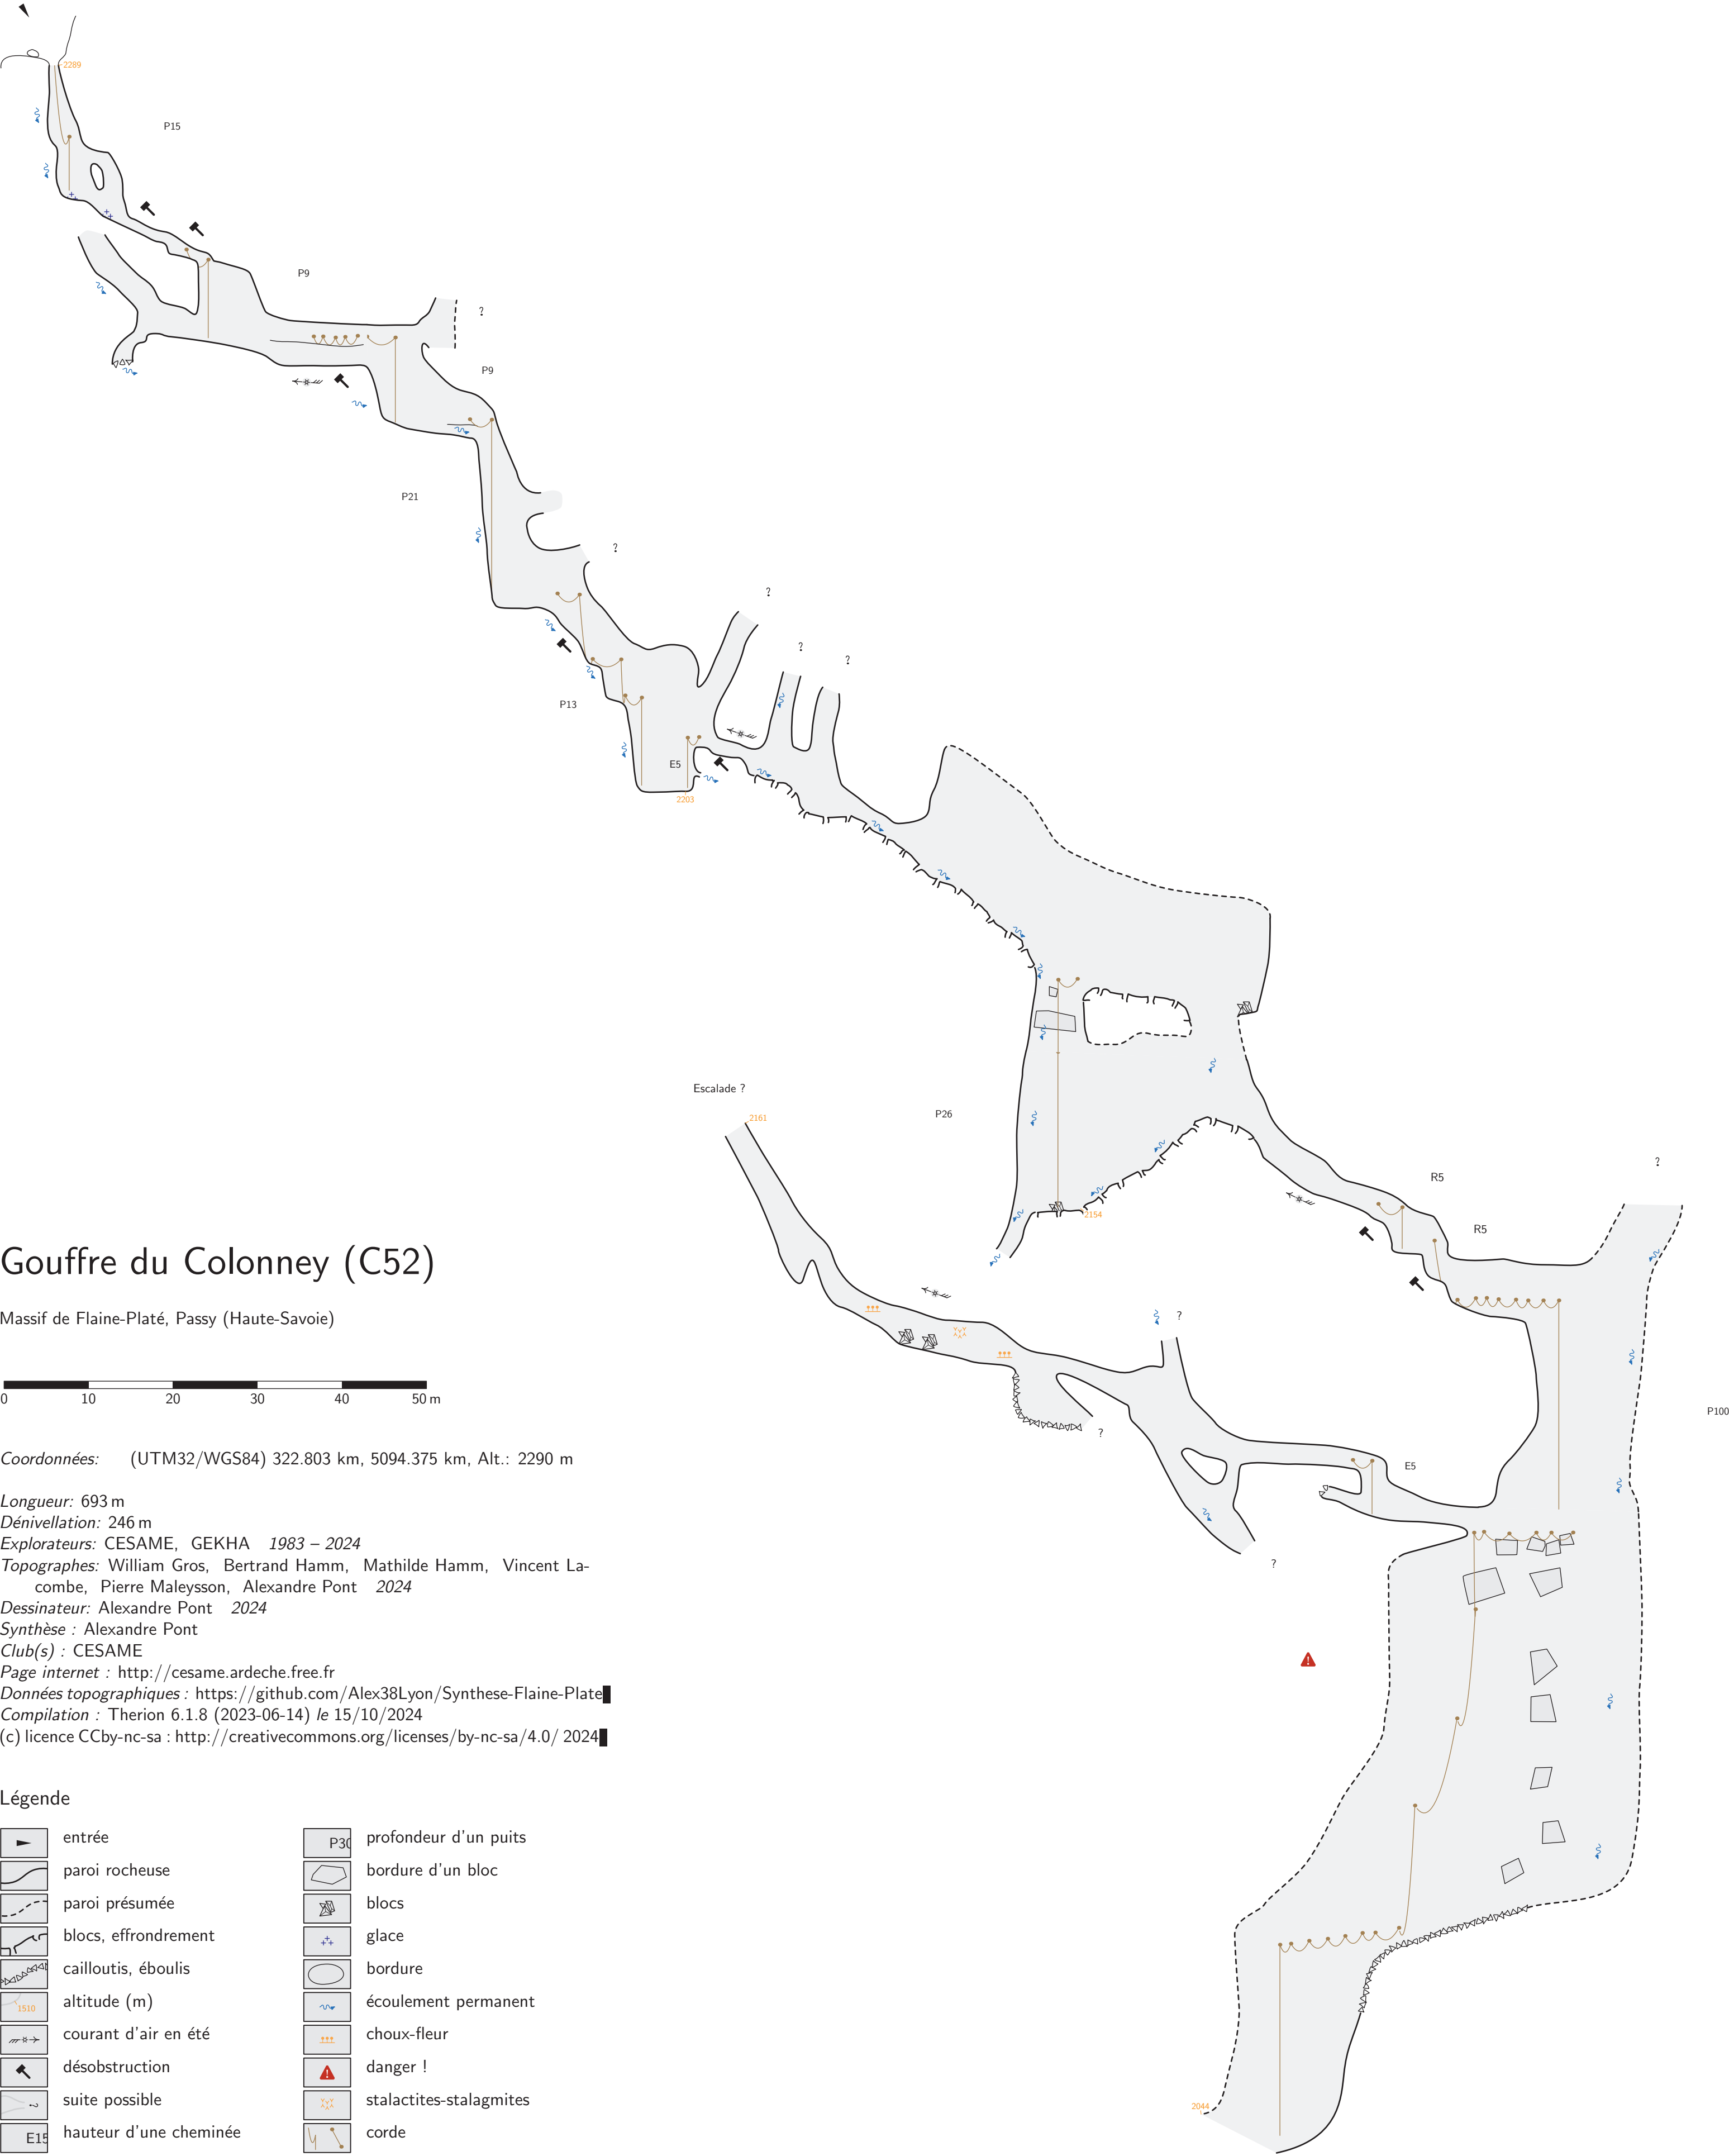 2289
P15
P9
?
P9
P21
?
?
?
?
P13
E5
2203
Escalade ?
P26
2161
?
R5
2154
R5
Gouffre du Colonney (C52)
Massif de Flaine-Platé, Passy (Haute-Savoie)
?
0 10 20 30 40 50 m
P100
?
Coordonnées: (UTM32/WGS84) 322.803 km, 5094.375 km, Alt.: 2290 m
E5
Longueur: 693 m
Dénivellation: 246 m
Explorateurs: CESAME, GEKHA 1983 – 2024
?
Topographes: William Gros, Bertrand Hamm, Mathilde Hamm, Vincent La-
combe, Pierre Maleysson, Alexandre Pont 2024
Dessinateur: Alexandre Pont 2024
Synthèse : Alexandre Pont
Club(s) : CESAME
Page internet : http://cesame.ardeche.free.fr
Données topographiques : https://github.com/Alex38Lyon/Synthese-Flaine-Plate
Compilation : Therion 6.1.8 (2023-06-14) le 15/10/2024
(c) licence CCby-nc-sa : http://creativecommons.org/licenses/by-nc-sa/4.0/ 2024
Légende
entrée
paroi rocheuse
paroi présumée
blocs, effrondrement
cailloutis, éboulis
1510
altitude (m)
courant d'air en été
désobstruction
?
suite possible
E15
hauteur d'une cheminée
P30
profondeur d'un puits
bordure d'un bloc
blocs
glace
bordure
écoulement permanent
choux-fleur
danger !
stalactites-stalagmites
corde
2044